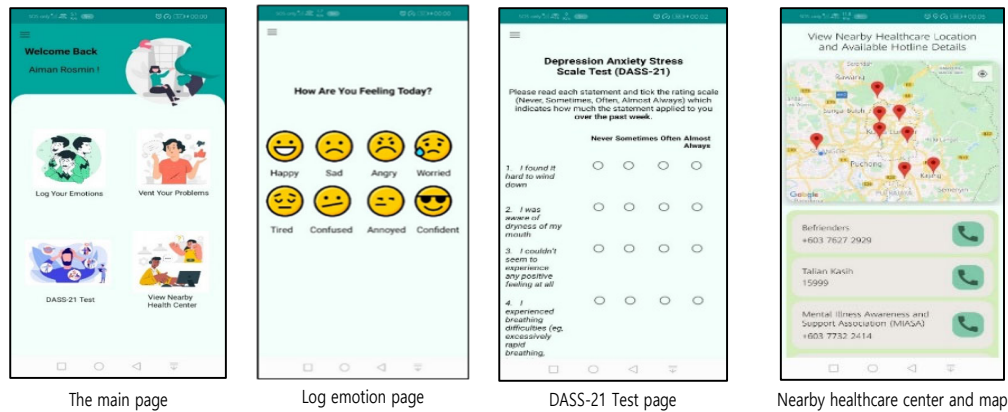 Welcome Back
Aiman Rosmin !
Log Your Emotions
Vent Your Problems
DASS-21 Test
View Nearby
Health Center
The main page
How Are You Feeling Today?
Happy Sad Angry Worried
Tired Confused Annoyed Confident
Log emotion page
Depression Anxiety Stress
Scale Test (DASS-21)
Please read each statement and tick the rating scale
(Never, Sometimes, Often, Almost Always) which
indicates how much the statement applied to you
over the past week.
Never Sometimes Often Almost
Always
1. I found it
hard to wind
down
2. I was
aware of
dryness of my
mouth
3. I couldn't
seem to
experience
any positive
feeling at all
4. I
experienced
breathing
difficulties (eg,
excessively
rapid
breathing,
DASS-21 Test page
View Nearby Healthcare Location
and Available Hotline Details
Rawang
Puchong
Kajang
Google
Befrienders
+603 7627 2929
Talian Kasih
15999
Mental Illness Awareness and
Support Association (MIASA)
+603 7732 2414
Nearby healthcare center and map